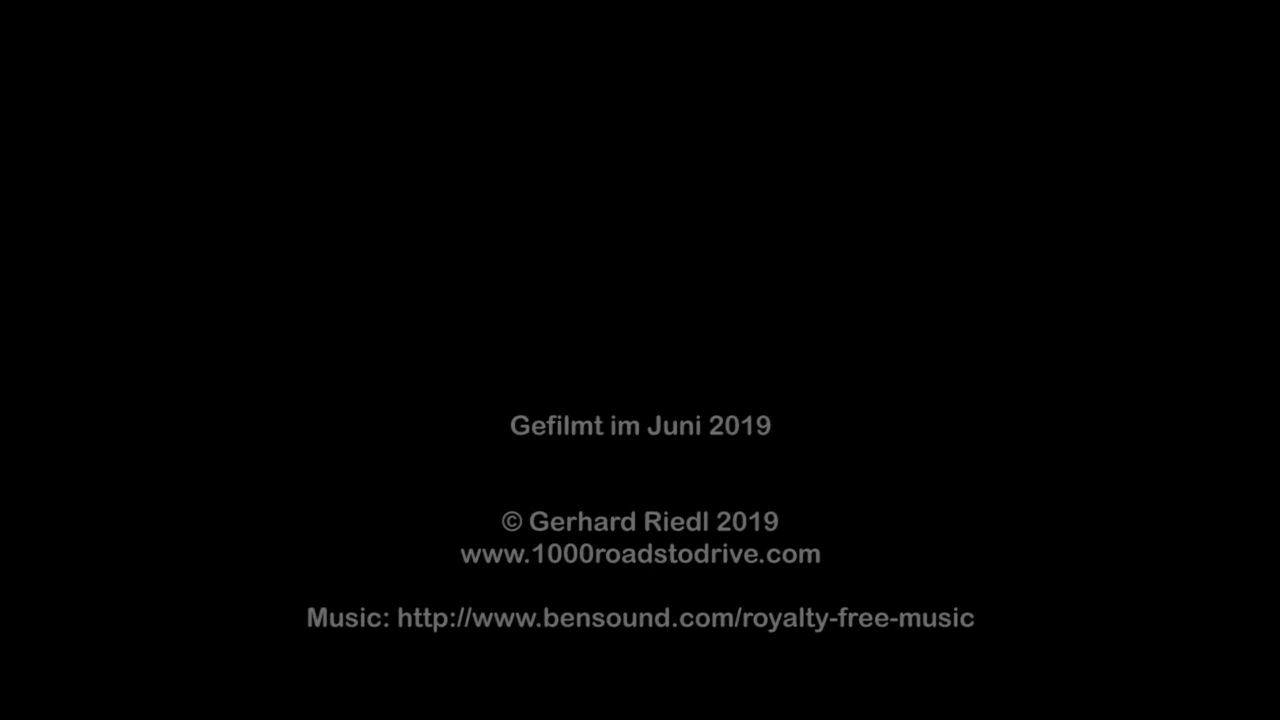 Gefilmt im Juni 2019
© Gerhard Riedl 2019
www.1000roadstodrive.com
Music: http://www.bensound.com/royalty-free-music